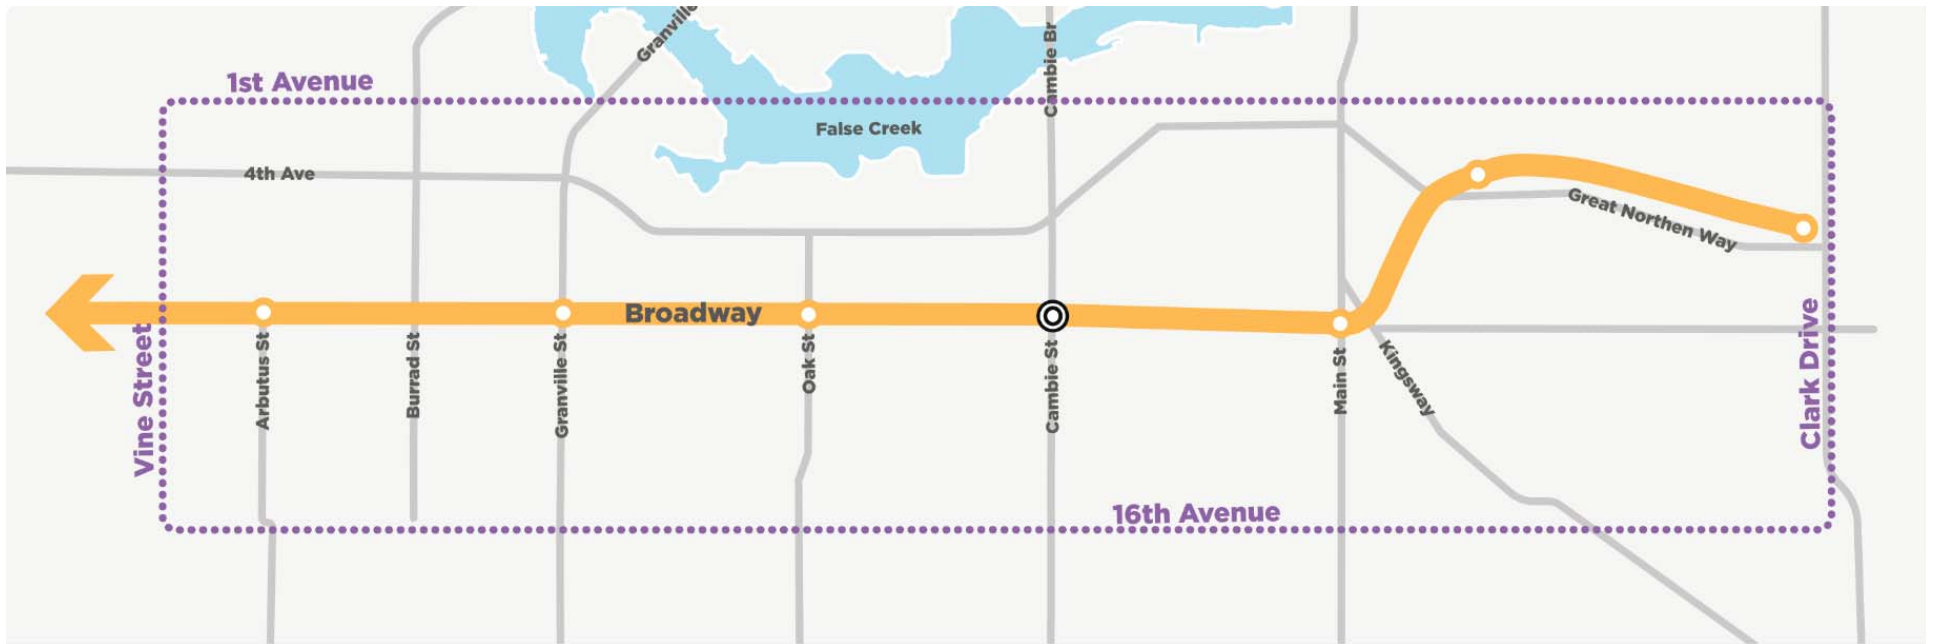 Granville
Cambie Br
1st Avenue
False Creek
4th Ave
Great Northen Way
Broadway
Vine Street
Arbutus St
Burrad St
Granville St
Oak St
Cambie St
Main St
Kingsway
Clark Drive
16th Avenue